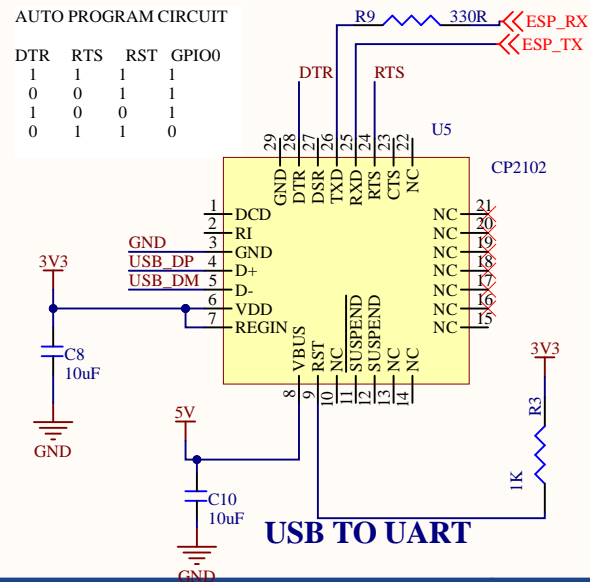 AUTO PROGRAM CIRCUIT
DTR RTS RST GPIO0
1 1 1 1
0 0 1 1
1 0 0 1
0 1 1 0
R9 330R ESP_RX
ESP_TX
DTR RTS
29 28 27 26 25 24 23 22
U5
CP2102
GND DTR DSR TXD RXD RTS CTS NC
1 DCD
2 RI
GND 3 GND
USB_DP 4 D+
USB_DM 5 D-
6 VDD
7 REGIN
NC 21
NC 20
NC 19
NC 18
NC 17
NC 16
NC 15
VBUS RST NC SUSPEND SUSPEND NC NC
8 9 10 11 12 13 14
3V3
C8
10uF
GND
5V
C10
10uF
GND
3V3
R3
1K
USB TO UART